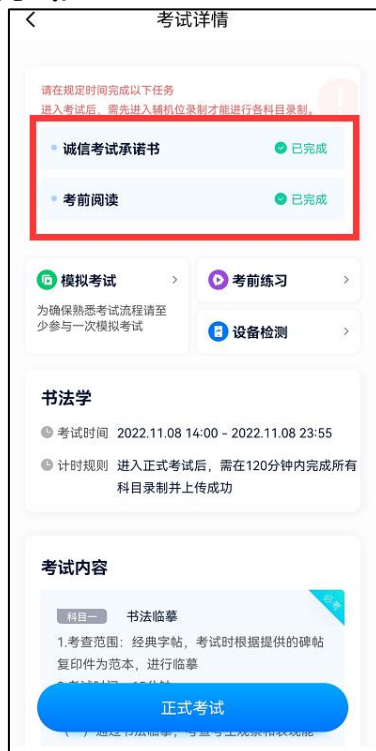 考试详情
请在规定时间完成以下任务
进入考试后，需先进入辅机位录制才能进行各科目录制。
诚信考试承诺书 已完成
考前阅读 已完成
模拟考试
为确保熟悉考试流程请至
少参与一次模拟考试
考前练习
设备检测
书法学
考试时间 2022.11.08 14:00 - 2022.11.08 23:55
计时规则 进入正式考试后，需在120分钟内完成所有
科目录制并上传成功
考试内容
必考
科目一 书法临摹
1.考查范围：经典字帖，考试时根据提供的碑帖
复印件为范本，进行临摹
正式考试